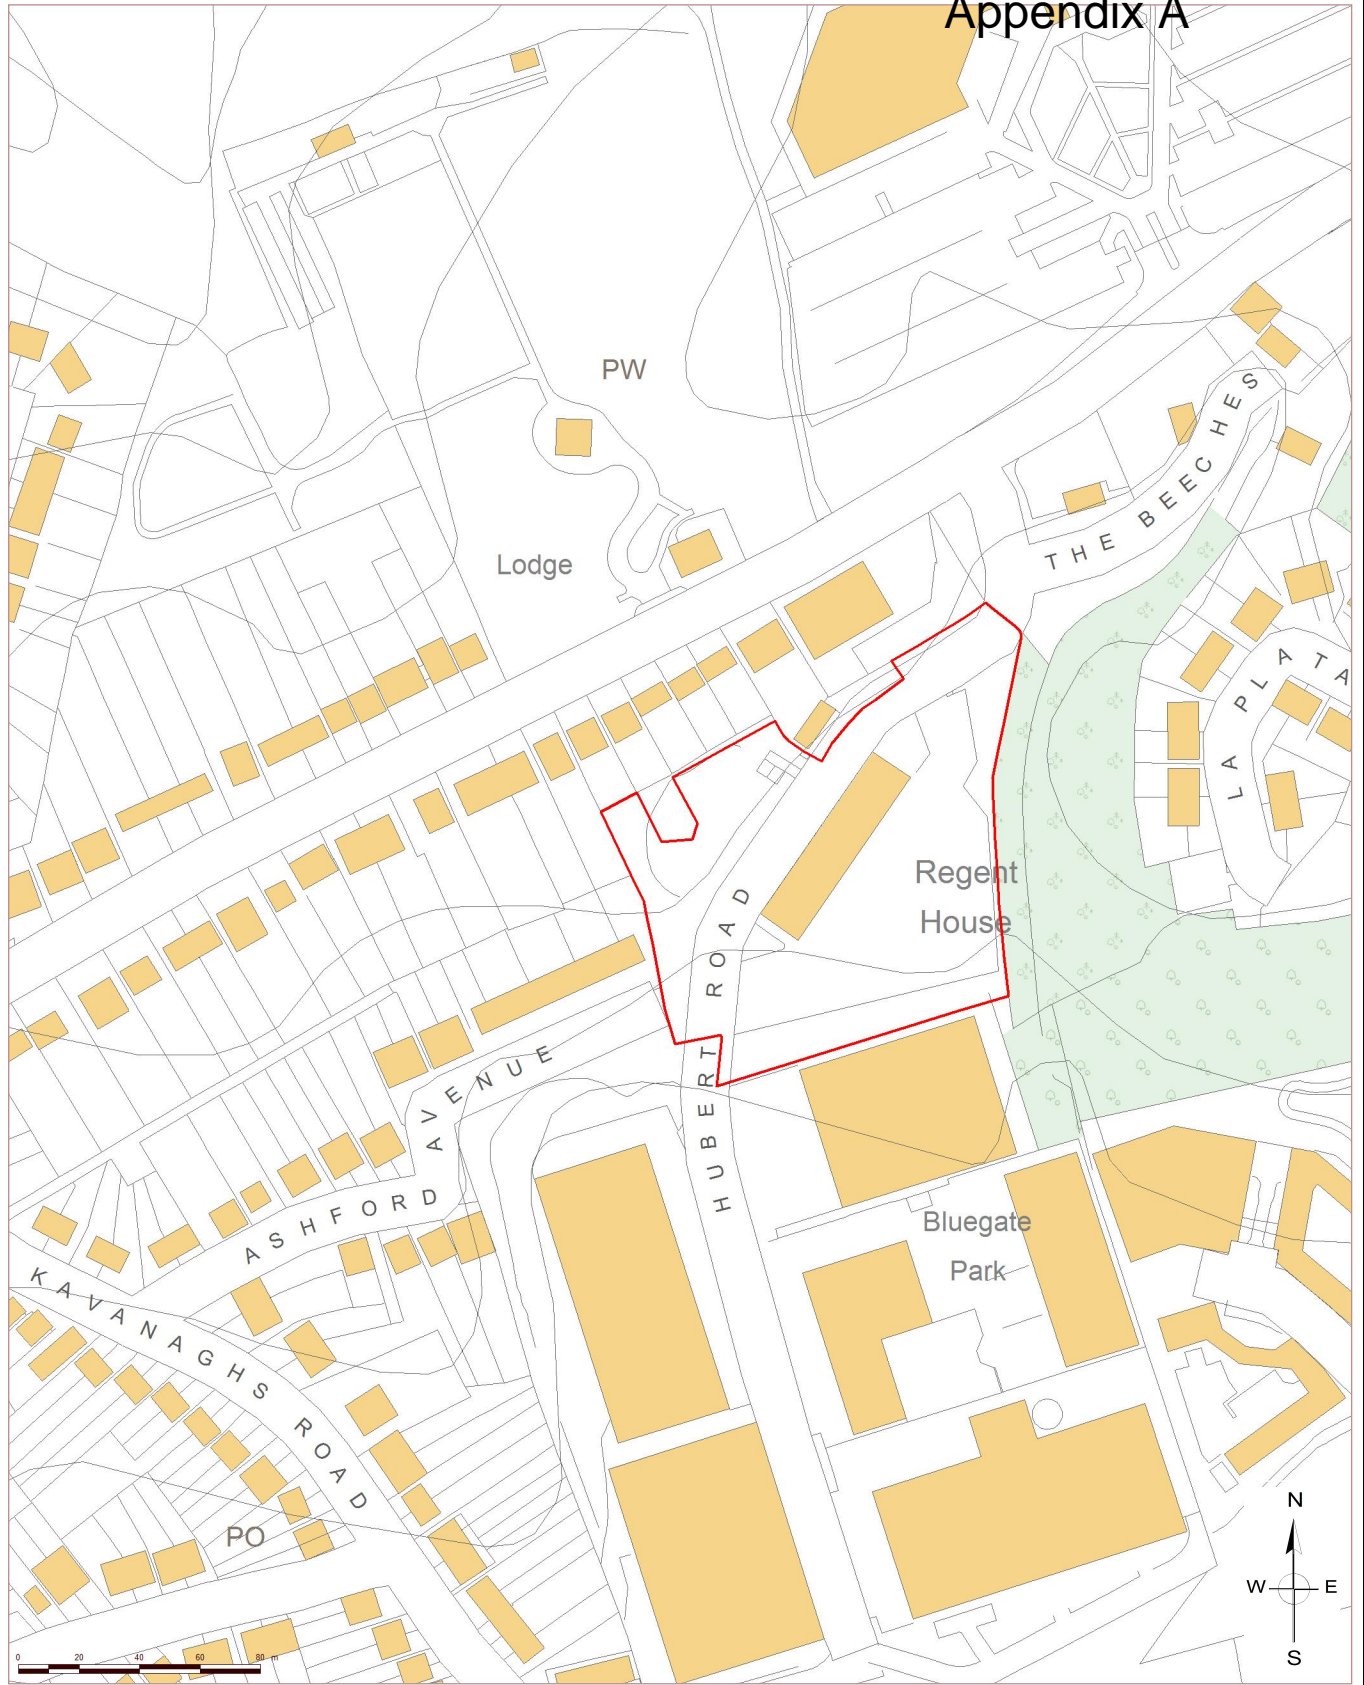 Appendix A
PW
THE BEECHES
Lodge
LA PLATA
Regent
House
HUBERT ROAD
ASHFORD AVENUE
Bluegate
Park
KAVANAGHS ROAD
PO
N
W E
S
0 20 40 60 80 m